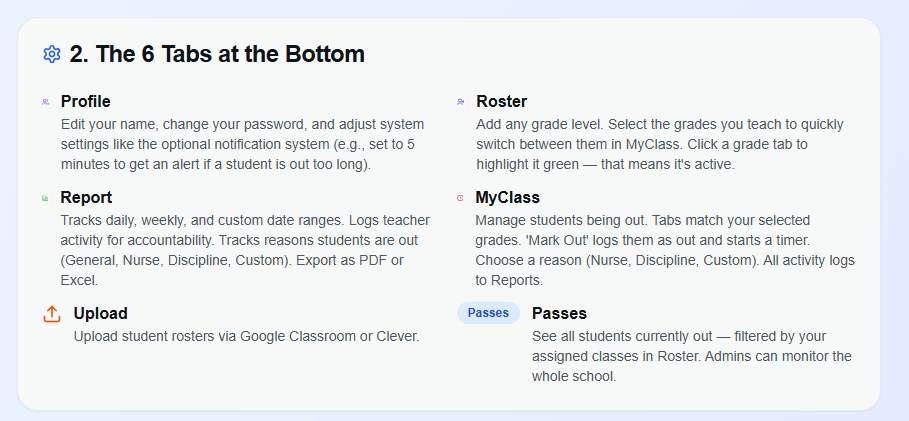 2. The 6 Tabs at the Bottom
Profile
Edit your name, change your password, and adjust system
settings like the optional notification system (e.g., set to 5
minutes to get an alert if a student is out too long).
Roster
Add any grade level. Select the grades you teach to quickly
switch between them in MyClass. Click a grade tab to
highlight it green — that means it's active.
Report
Tracks daily, weekly, and custom date ranges. Logs teacher
activity for accountability. Tracks reasons students are out
(General, Nurse, Discipline, Custom). Export as PDF or
Excel.
MyClass
Manage students being out. Tabs match your selected
grades. 'Mark Out' logs them as out and starts a timer.
Choose a reason (Nurse, Discipline, Custom). All activity logs
to Reports.
Upload
Upload student rosters via Google Classroom or Clever.
Passes
Passes
See all students currently out — filtered by your
assigned classes in Roster. Admins can monitor the
whole school.